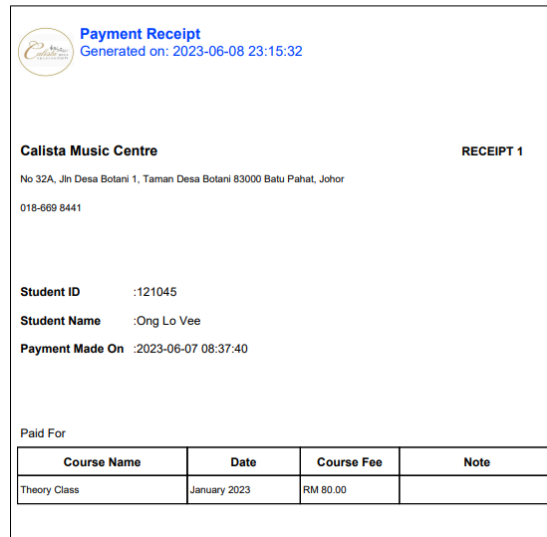 Payment Receipt
Generated on: 2023-06-08 23:15:32
Calista
Calista Music Centre RECEIPT 1
No 32A, Jln Desa Botani 1, Taman Desa Botani 83000 Batu Pahat, Johor
018-669 8441
Student ID :121045
Student Name :Ong Lo Vee
Payment Made On :2023-06-07 08:37:40
Paid For
Course Name Date Course Fee Note
Theory Class January 2023 RM 80.00